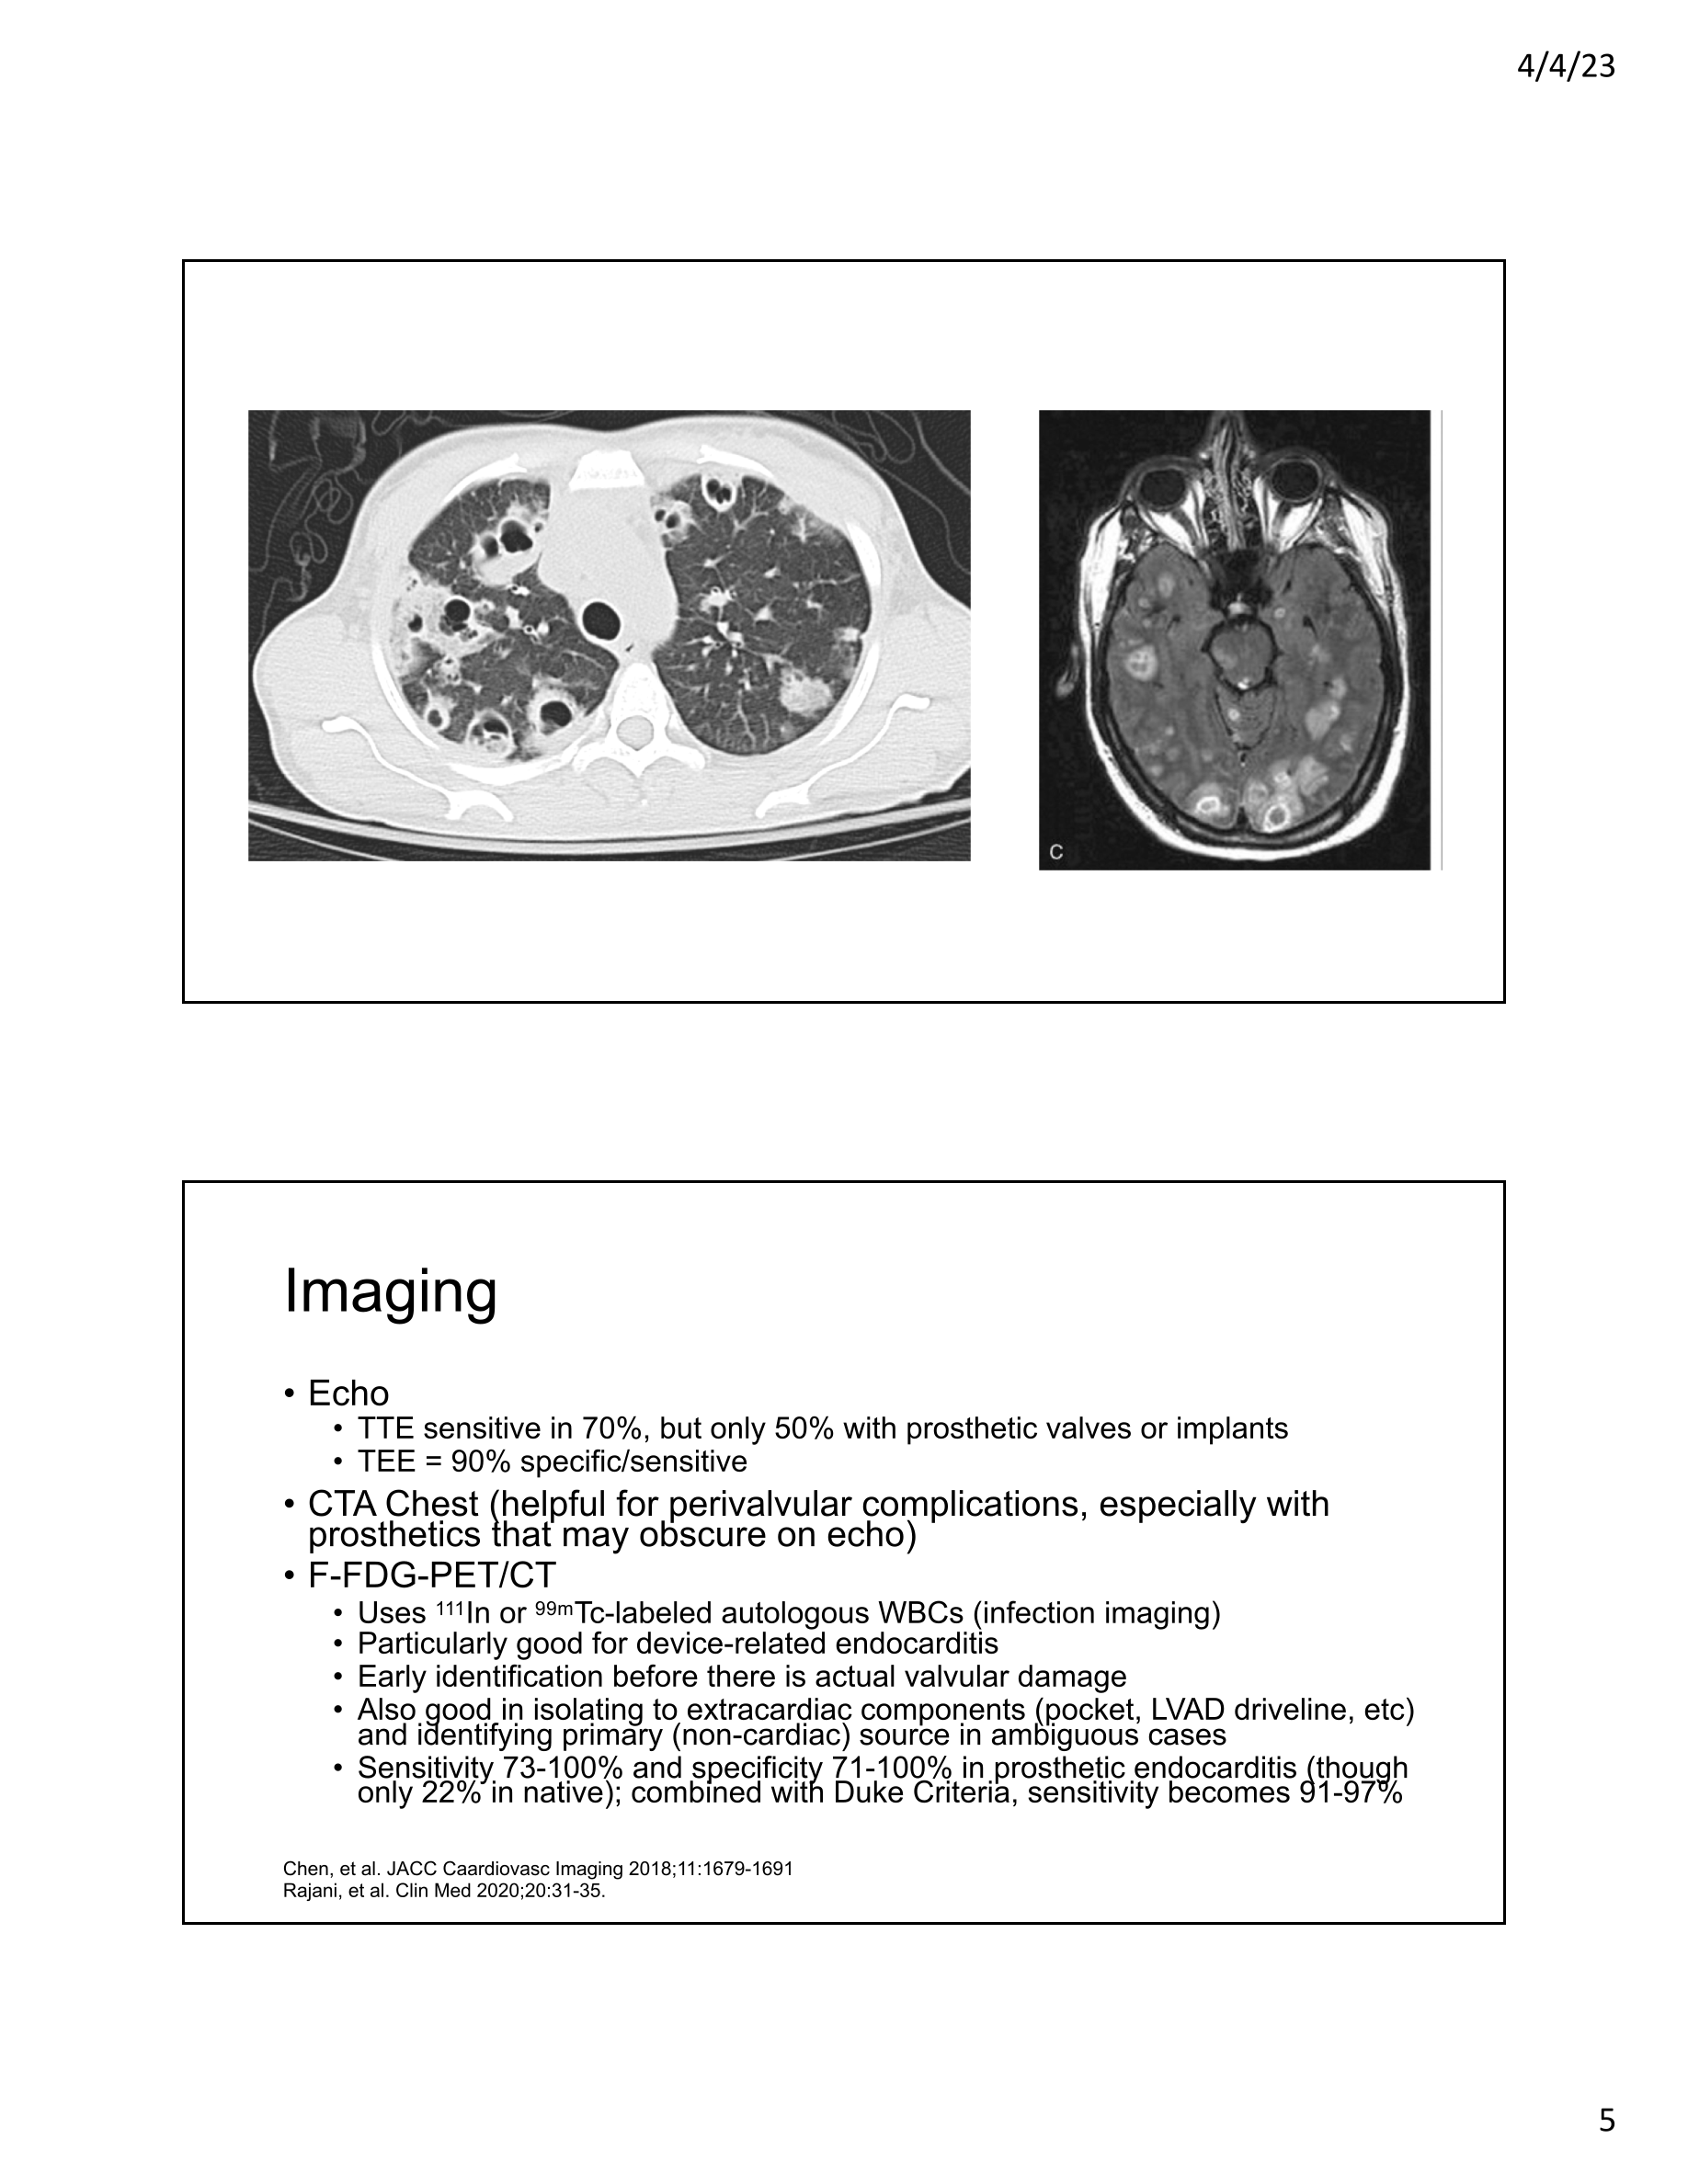 4/4/23
C
Imaging
• Echo
• TTE sensitive in 70%, but only 50% with prosthetic valves or implants
• TEE = 90% specific/sensitive
• CTA Chest (helpful for perivalvular complications, especially with
prosthetics that may obscure on echo)
• F-FDG-PET/CT
• Uses ¹¹¹In or ⁹⁹ᵐTc-labeled autologous WBCs (infection imaging)
• Particularly good for device-related endocarditis
• Early identification before there is actual valvular damage
• Also good in isolating to extracardiac components (pocket, LVAD driveline, etc)
and identifying primary (non-cardiac) source in ambiguous cases
• Sensitivity 73-100% and specificity 71-100% in prosthetic endocarditis (though
only 22% in native); combined with Duke Criteria, sensitivity becomes 91-97%
Chen, et al. JACC Caardiovasc Imaging 2018;11:1679-1691
Rajani, et al. Clin Med 2020;20:31-35.
5